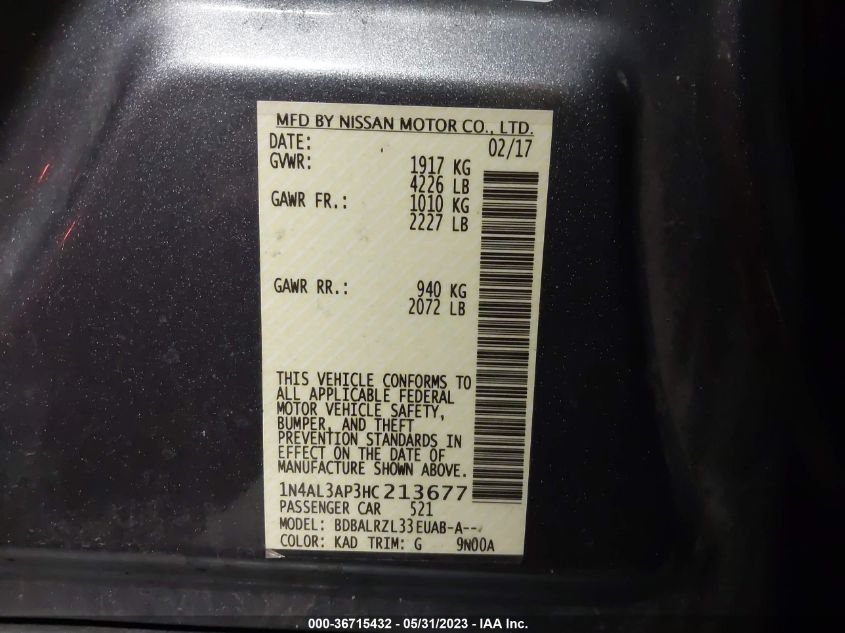 MFD BY NISSAN MOTOR CO., LTD.
DATE: 02/17
GVWR: 1917 KG
4226 LB
GAWR FR.: 1010 KG
2227 LB
GAWR RR.: 940 KG
2072 LB
THIS VEHICLE CONFORMS TO
ALL APPLICABLE FEDERAL
MOTOR VEHICLE SAFETY,
BUMPER, AND THEFT
PREVENTION STANDARDS IN
EFFECT ON THE DATE OF
MANUFACTURE SHOWN ABOVE.
1N4AL3AP3HC213677
PASSENGER CAR 521
MODEL: BDBALRZL33EUAB-A--
COLOR: KAD TRIM: G 9N00A
000-36715432 - 05/31/2023 - IAA Inc.